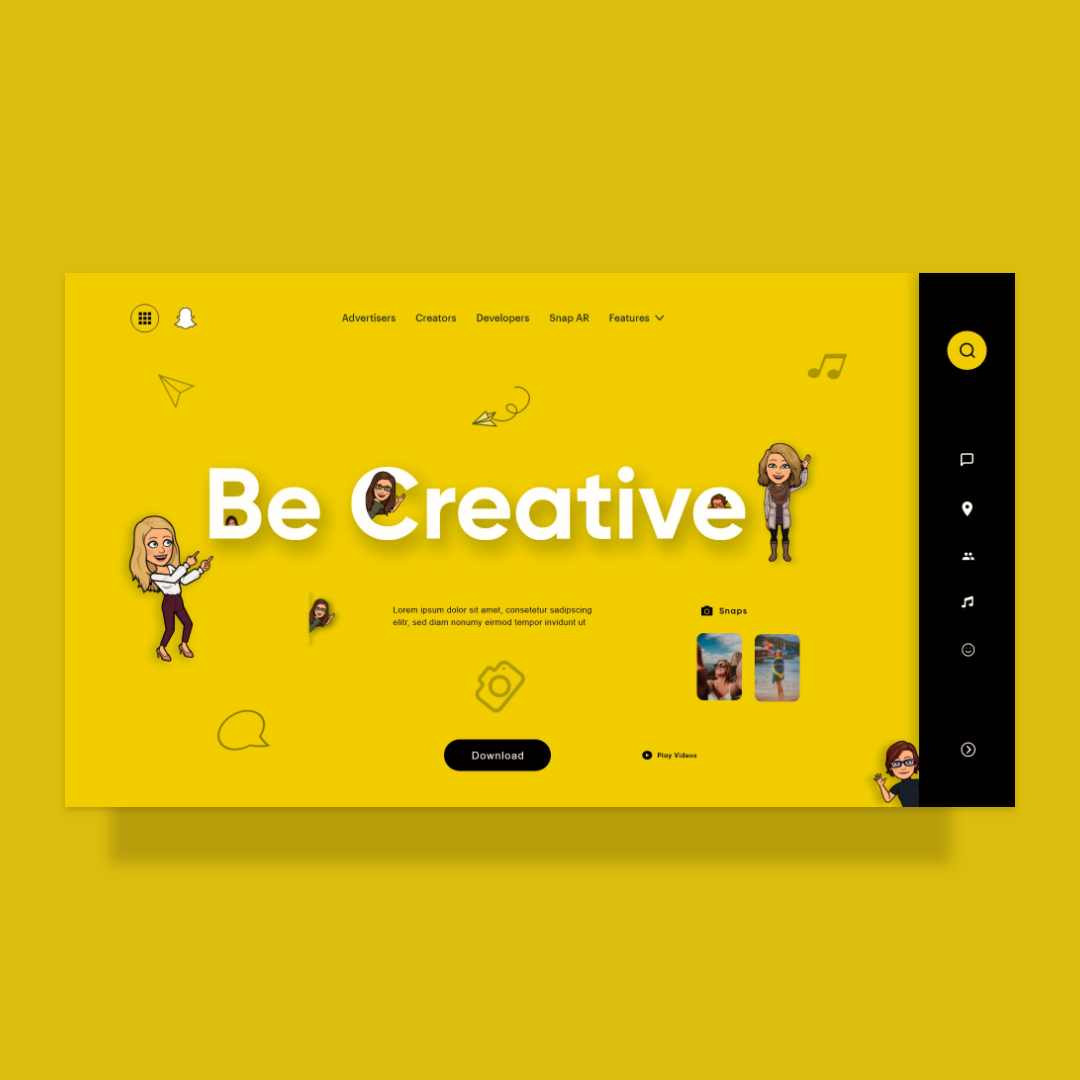 Advertisers Creators Developers Snap AR Features
Be Creative
Lorem ipsum dolor sit amet, consetetur sadipscing
elitr, sed diam nonumy eirmod tempor invidunt ut
Snaps
Download
Play Videos